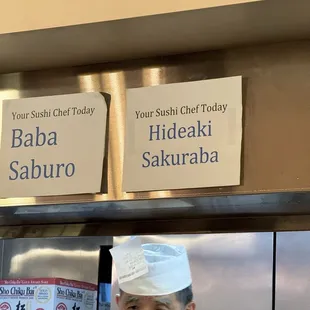 Your Sushi Chef Today
Baba
Saburo
Your Sushi Chef Today
Hideaki
Sakuraba
Sho Chiku Bai
Sho Chiku Bai